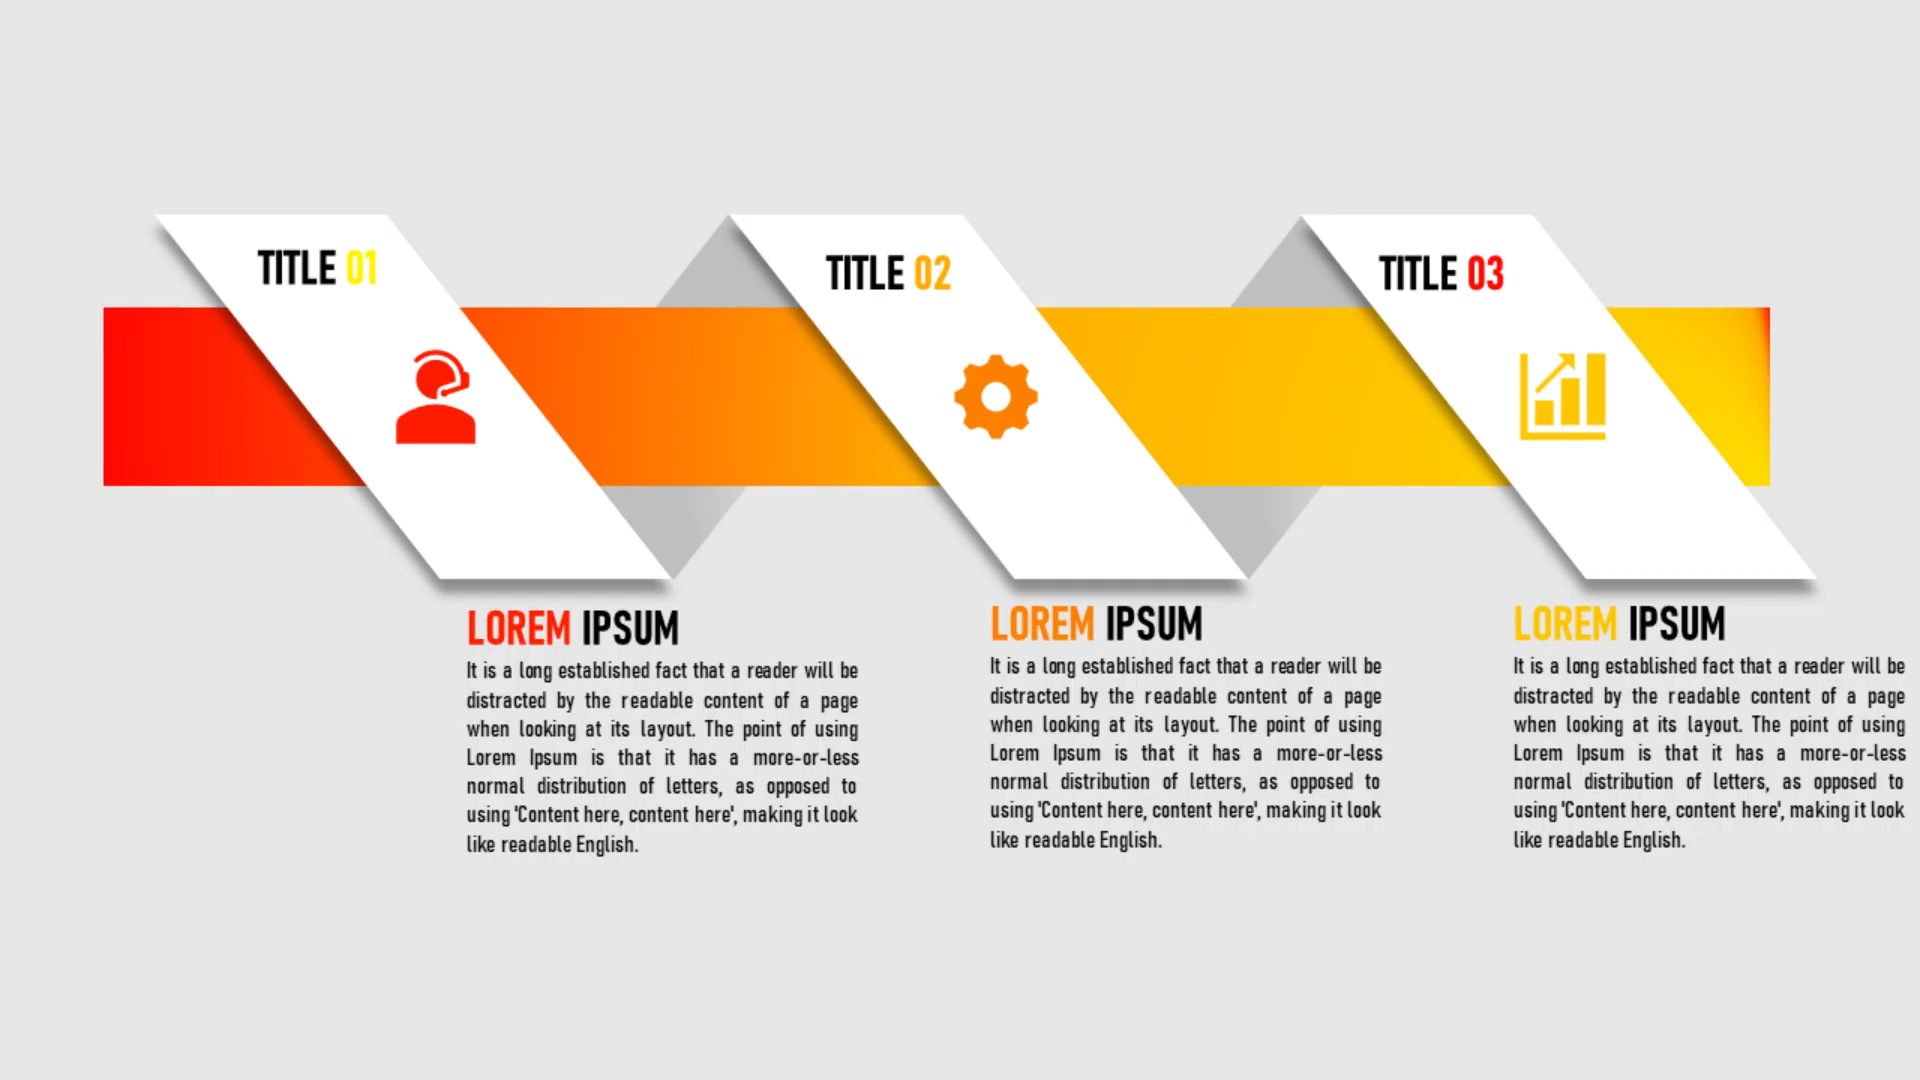 TITLE 01
TITLE 02
TITLE 03
LOREM IPSUM
It is a long established fact that a reader will be
distracted by the readable content of a page
when looking at its layout. The point of using
Lorem Ipsum is that it has a more-or-less
normal distribution of letters, as opposed to
using 'Content here, content here', making it look
like readable English.
LOREM IPSUM
It is a long established fact that a reader will be
distracted by the readable content of a page
when looking at its layout. The point of using
Lorem Ipsum is that it has a more-or-less
normal distribution of letters, as opposed to
using 'Content here, content here', making it look
like readable English.
LOREM IPSUM
It is a long established fact that a reader will be
distracted by the readable content of a page
when looking at its layout. The point of using
Lorem Ipsum is that it has a more-or-less
normal distribution of letters, as opposed to
using 'Content here, content here', making it look
like readable English.